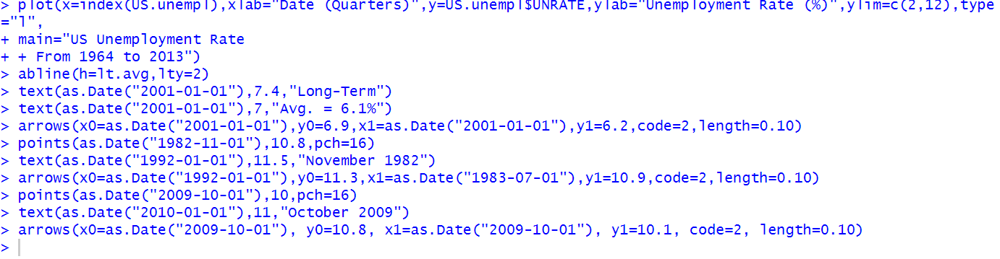 > plot(x=index(US.unempl),xlab="Date (Quarters)",y=US.unempl$UNRATE,ylab="Unemployment Rate (%)",ylim=c(2,12),type
="l",
+ main="US Unemployment Rate
+ + From 1964 to 2013")
> abline(h=lt.avg,lty=2)
> text(as.Date("2001-01-01"),7.4,"Long-Term")
> text(as.Date("2001-01-01"),7,"Avg. = 6.1%")
> arrows(x0=as.Date("2001-01-01"),y0=6.9,x1=as.Date("2001-01-01"),y1=6.2,code=2,length=0.10)
> points(as.Date("1982-11-01"),10.8,pch=16)
> text(as.Date("1992-01-01"),11.5,"November 1982")
> arrows(x0=as.Date("1992-01-01"),y0=11.3,x1=as.Date("1983-07-01"),y1=10.9,code=2,length=0.10)
> points(as.Date("2009-10-01"),10,pch=16)
> text(as.Date("2010-01-01"),11,"October 2009")
> arrows(x0=as.Date("2009-10-01"), y0=10.8, x1=as.Date("2009-10-01"), y1=10.1, code=2, length=0.10)
>